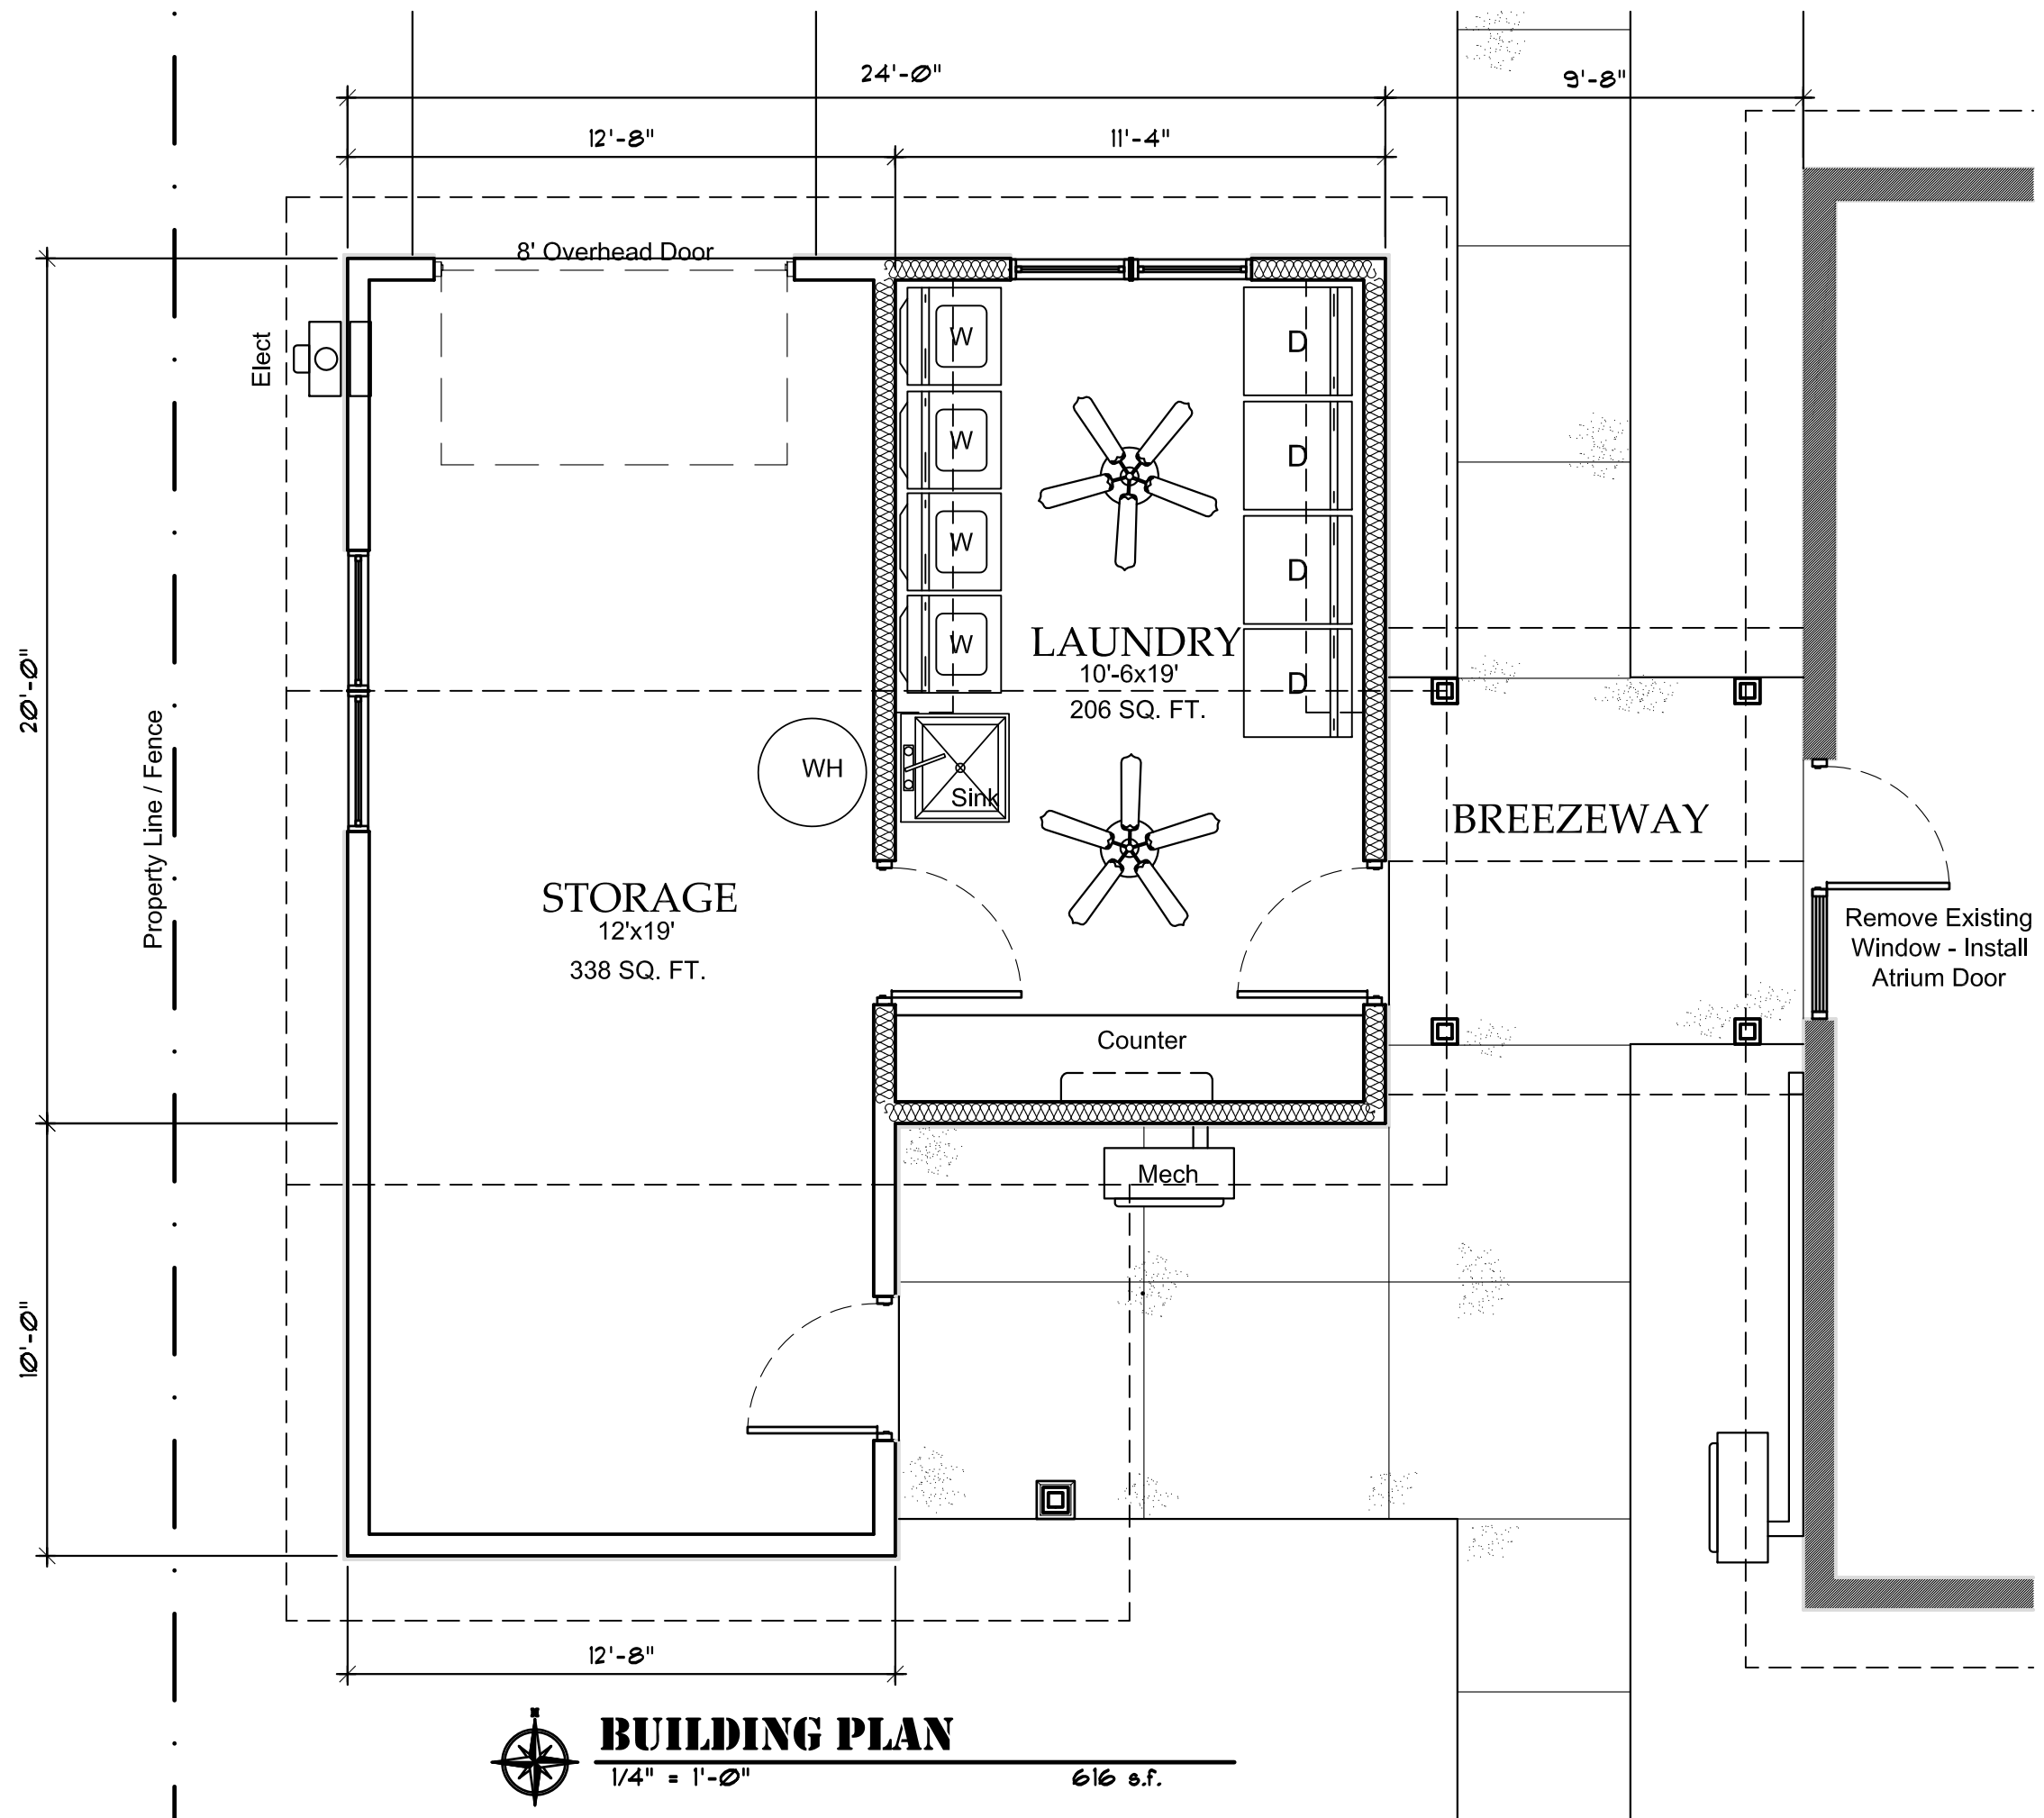 24'-0"
9'-8"
12'-8"
11'-4"
8' Overhead Door
Elect
W
D
W
D
W
D
W
D
LAUNDRY
10'-6x19'
206 SQ. FT.
20'-0"
Property Line / Fence
WH
Sink
BREEZEWAY
STORAGE
12'x19'
338 SQ. FT.
Remove Existing
Window - Install
Atrium Door
Counter
Mech
10'-0"
12'-8"
N
BUILDING PLAN
1/4" = 1'-0"
616 s.f.